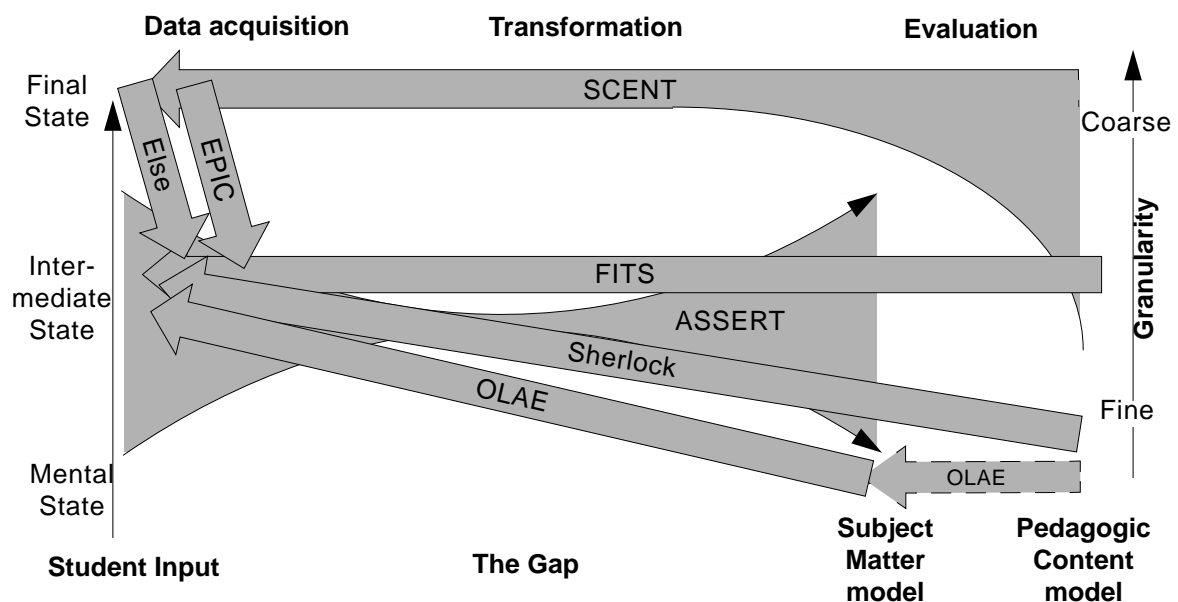 Data acquisition
Transformation
Evaluation
Final
State
SCENT
Coarse
Else
EPIC
Granularity
Inter-
mediate
State
FITS
ASSERT
Sherlock
OLAE
Fine
Mental
State
OLAE
Student Input
The Gap
Subject
Matter
model
Pedagogic
Content
model